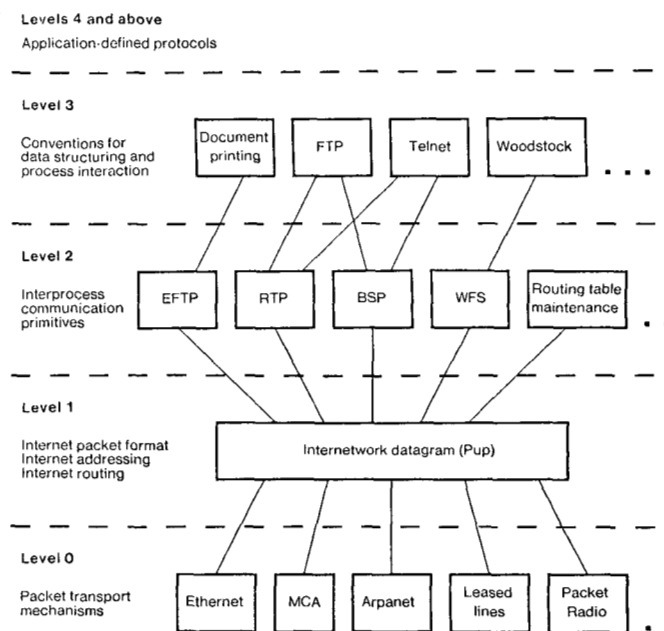 Levels 4 and above
Application-defined protocols
Level 3
Conventions for
data structuring and
process interaction
Document
printing
FTP
Telnet
Woodstock
. . .
Level 2
Interprocess
communication
primitives
EFTP
RTP
BSP
WFS
Routing table
maintenance
.
Level 1
Internet packet format
Internet addressing
Internet routing
Internetwork datagram (Pup)
Level 0
Packet transport
mechanisms
Ethernet
MCA
Arpanet
Leased
lines
Packet
Radio
.